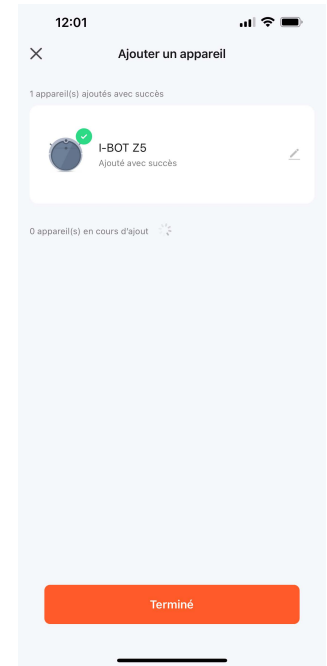 12:01
Ajouter un appareil
1 appareil(s) ajoutés avec succès
I-BOT Z5
Ajouté avec succès
0 appareil(s) en cours d'ajout
Terminé